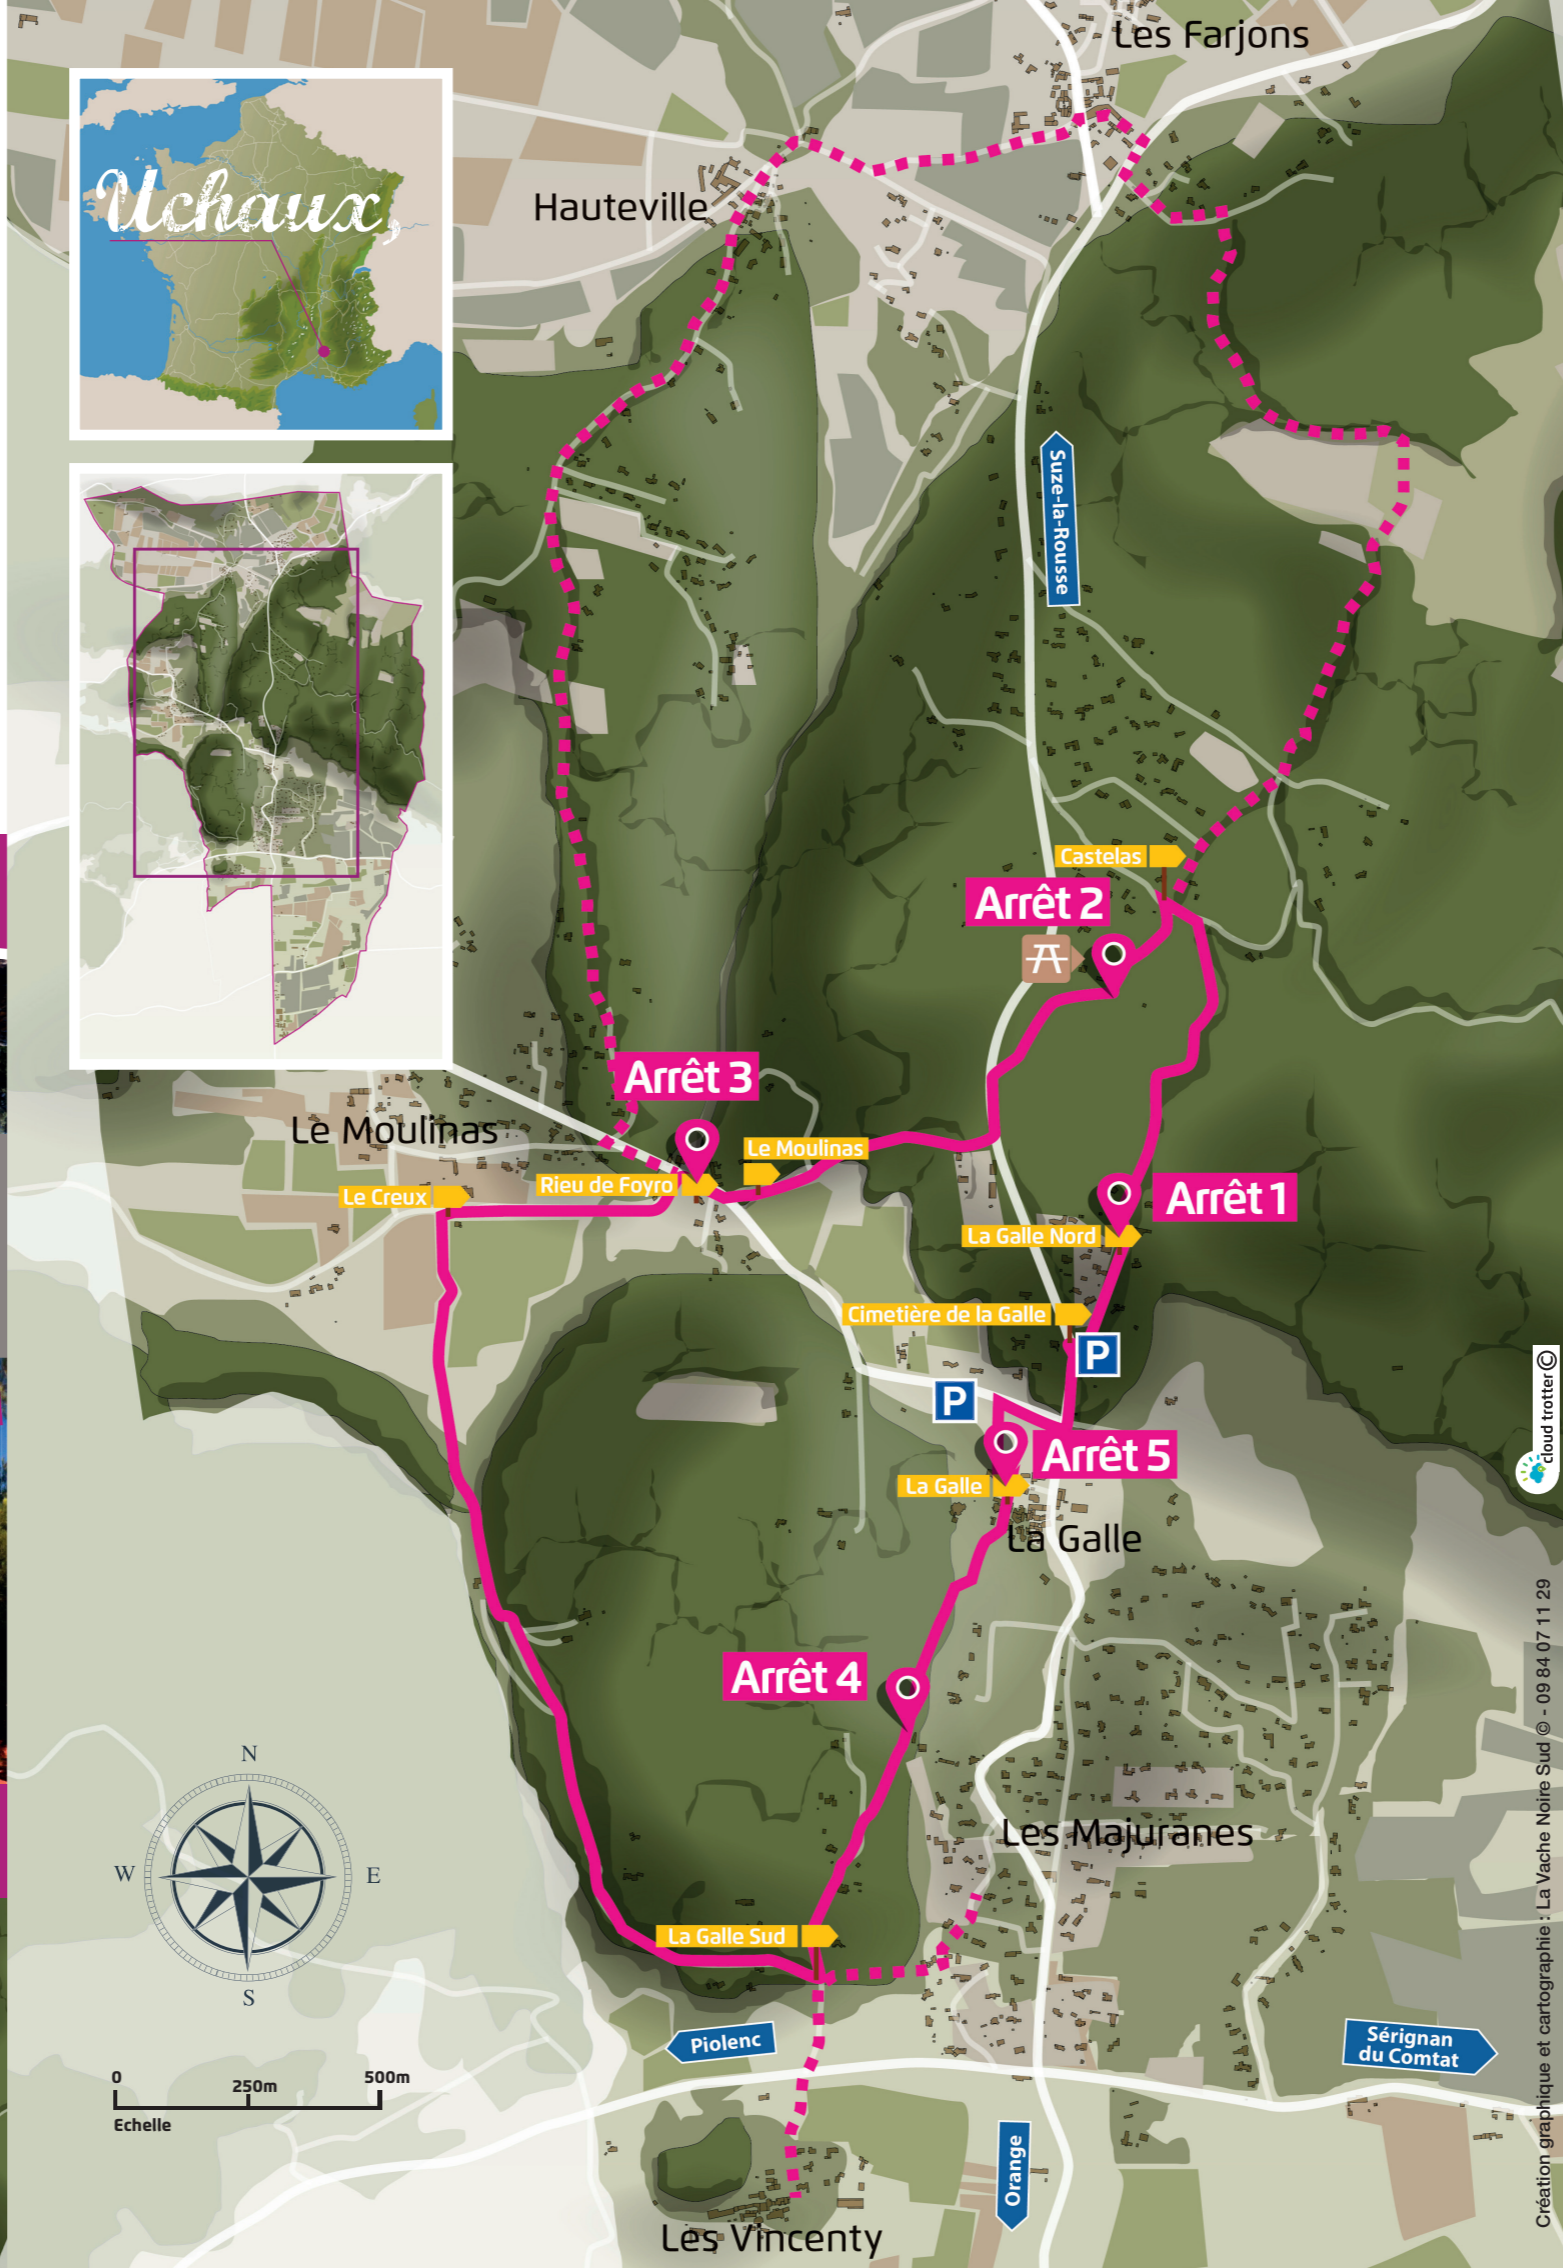 Les Farjons
Uchaux,
Hauteville
Suze-la-Rousse
Castelas
Arrêt 2
Arrêt 3
Le Moulinas
Le Moulinas
Rieu de Foyro
Le Creux
Arrêt 1
La Galle Nord
Cimetière de la Galle
P
P
Arrêt 5
La Galle
La Galle
Arrêt 4
Les Majuranes
N
W
E
S
La Galle Sud
Piolenc
Sérignan
du Comtat
0
250m
500m
Echelle
Orange
Les Vincenty
cloud trotter ©
Création graphique et cartographie : La Vache Noire Sud © - 09 84 07 11 29